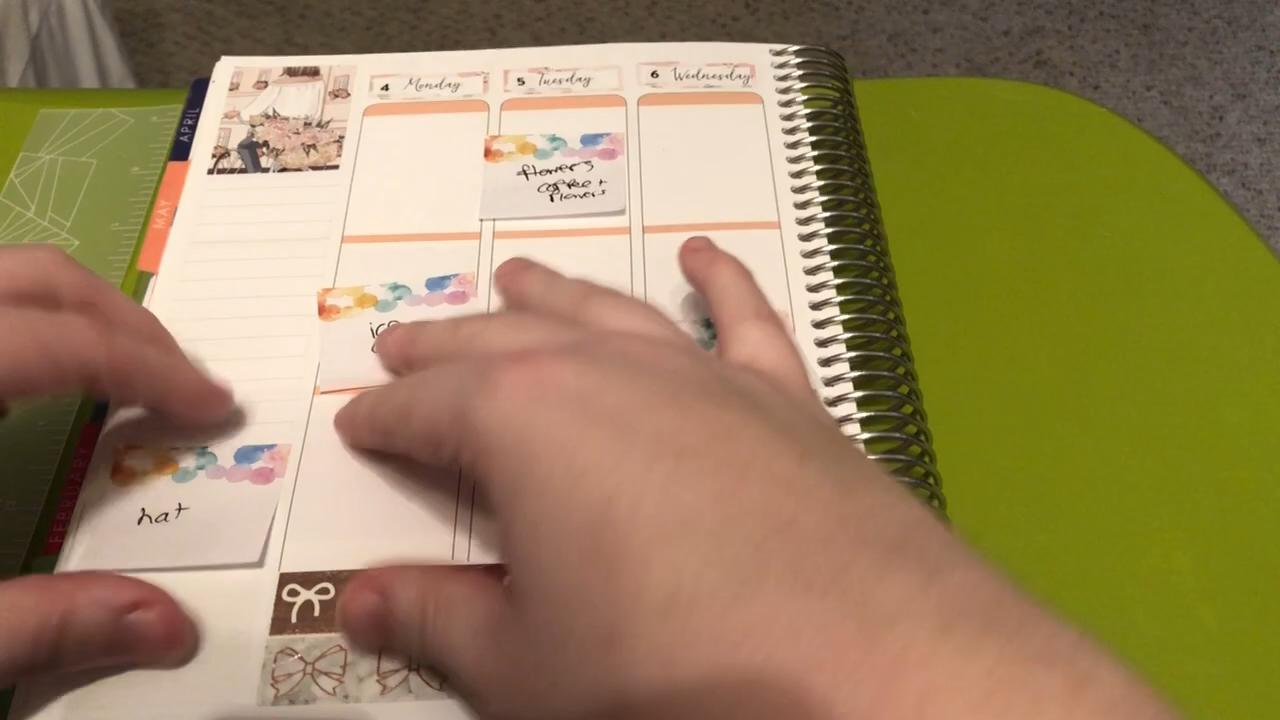 4 Monday
5 Tuesday
6 Wednesday
APRIL
flowers
coffee +
flowers
MAY
hat
FEBRUARY